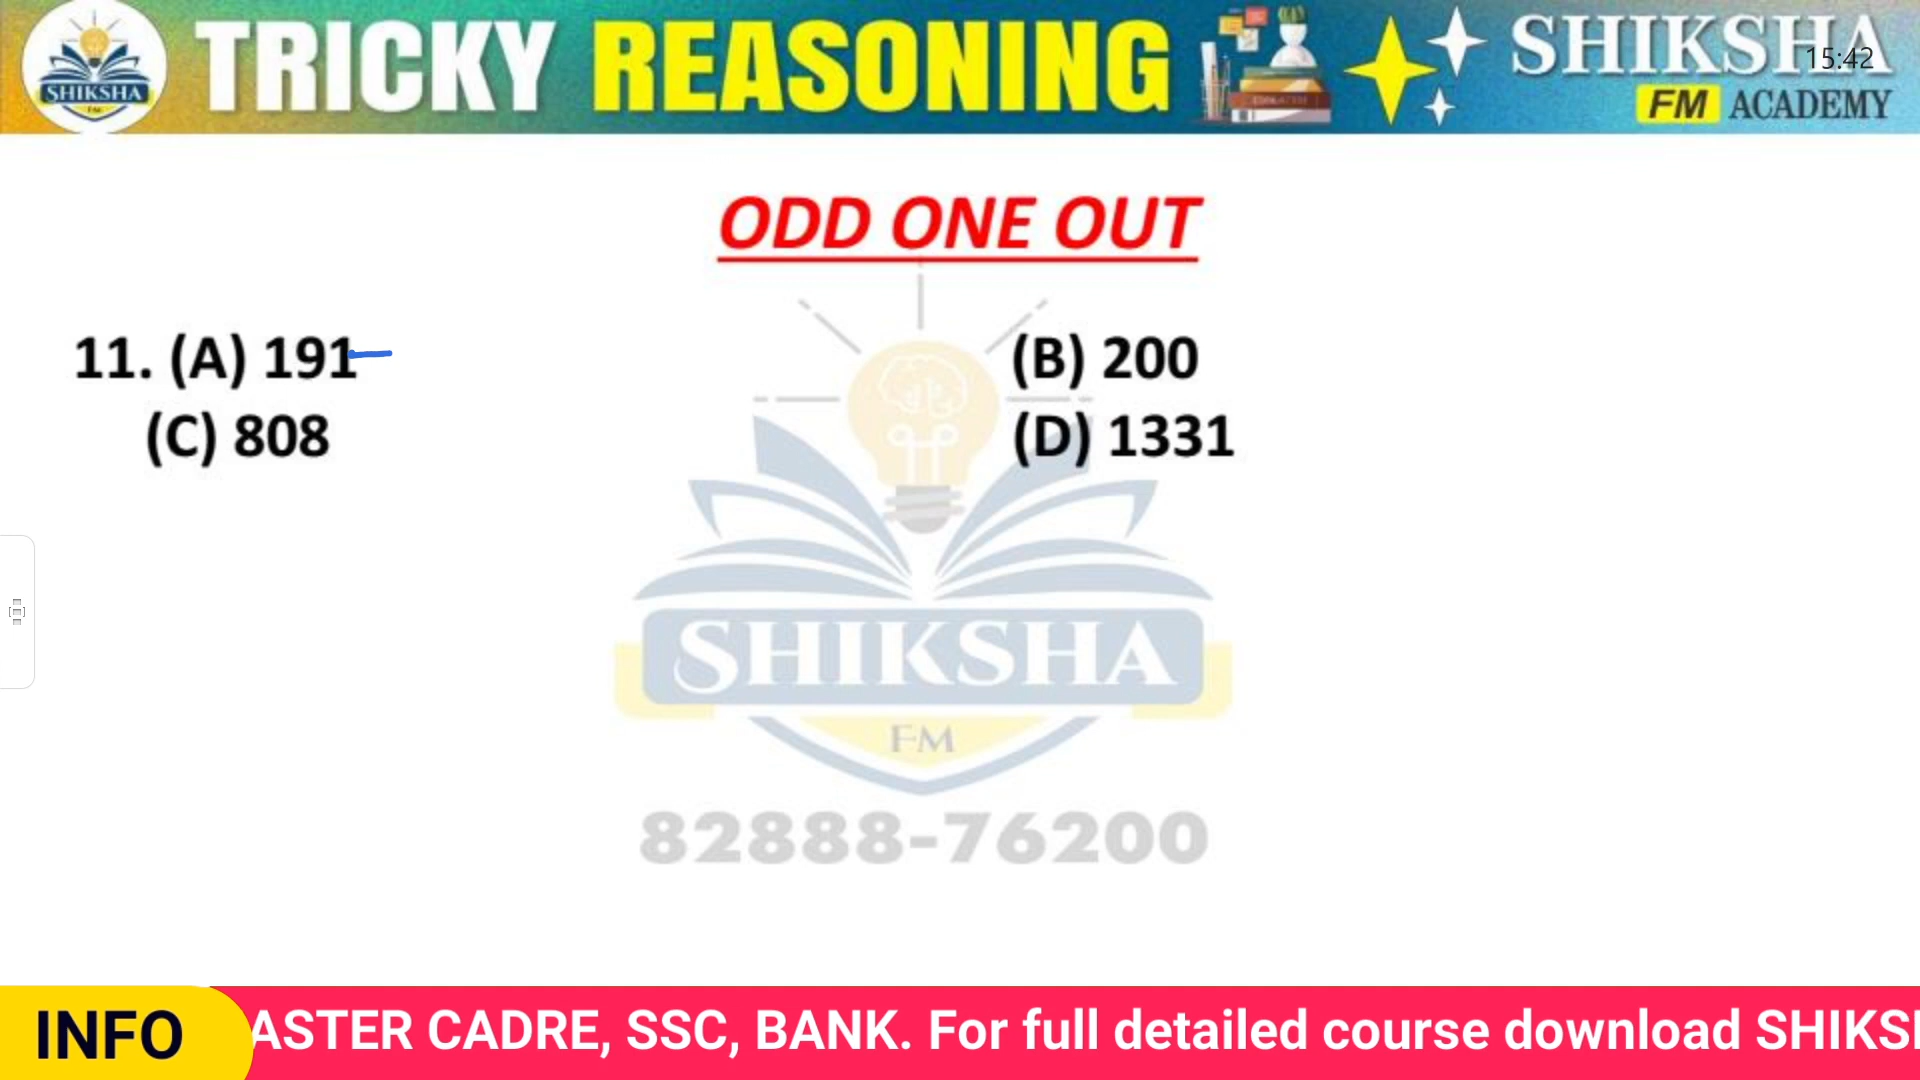 SHIKSHA
FM
TRICKY REASONING
SHIKSHA
15:42
FM ACADEMY
ODD ONE OUT
11. (A) 191
(B) 200
(C) 808
(D) 1331
SHIKSHA
FM
82888-76200
INFO
ASTER CADRE, SSC, BANK. For full detailed course download SHIKS